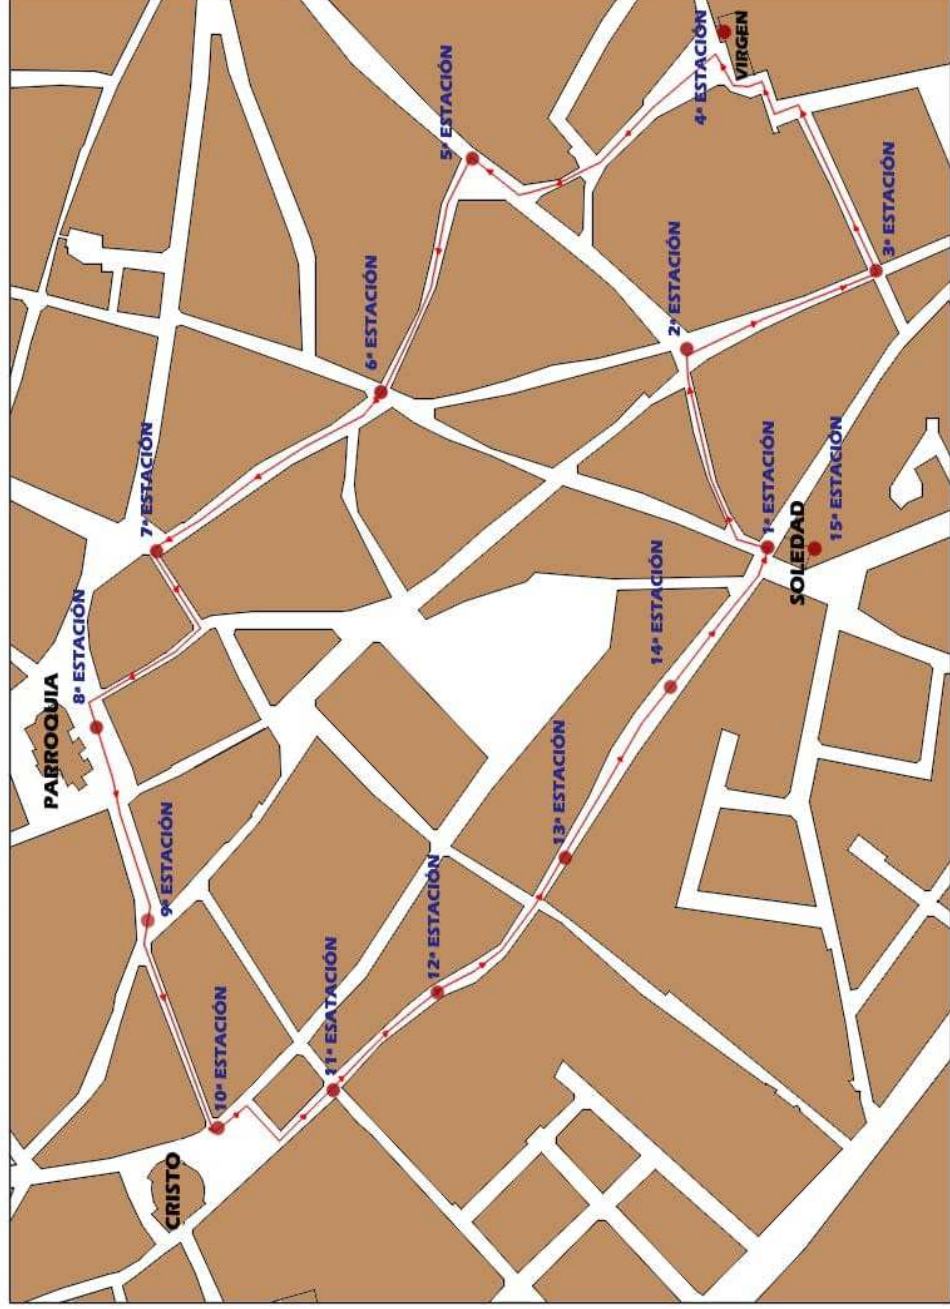 PARROQUIA
8ª ESTACIÓN
7ª ESTACIÓN
9ª ESTACIÓN
CRISTO
10ª ESTACIÓN
11ª ESATACIÓN
6ª ESTACIÓN
12ª ESTACIÓN
5ª ESTACIÓN
13ª ESTACIÓN
14ª ESTACIÓN
2ª ESTACIÓN
4ª ESTACIÓN
VIRGEN
1ª ESTACIÓN
SOLEDAD
15ª ESTACIÓN
3ª ESTACIÓN